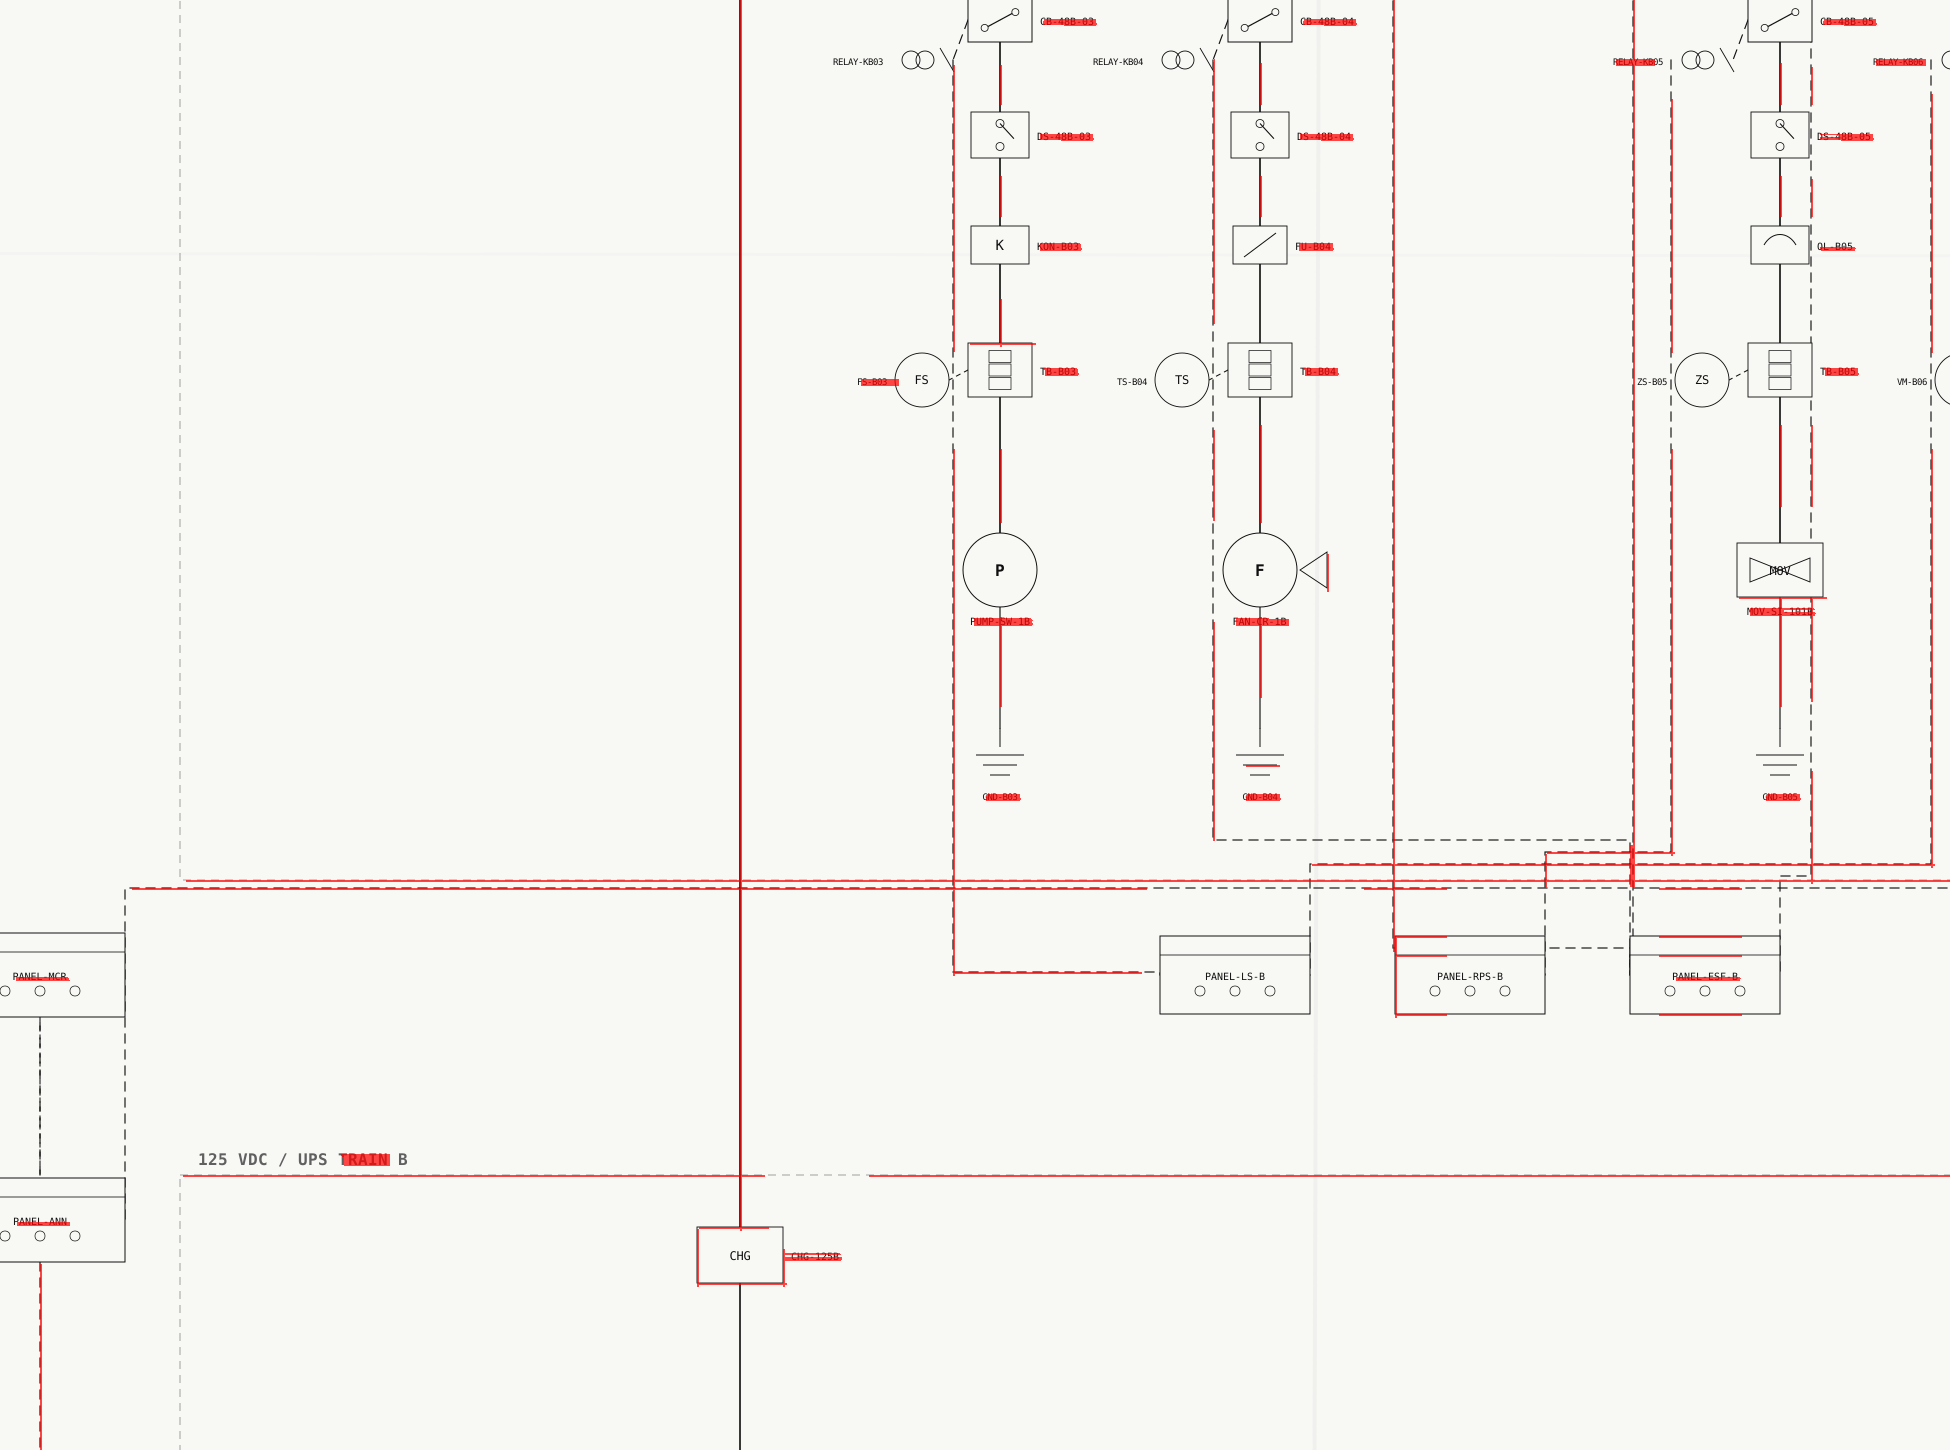 CB-48B-03
CB-48B-04
CB-48B-05
RELAY-KB03
RELAY-KB04
RELAY-KB05
RELAY-KB06
DS-48B-03
DS-48B-04
DS-48B-05
K
KON-B03
FU-B04
OL-B05
FS-B03
FS
TB-B03
TS-B04
TS
TB-B04
ZS-B05
ZS
TB-B05
VM-B06
P
F
MOV
PUMP-SW-1B
FAN-CR-1B
MOV-SI-101B
GND-B03
GND-B04
GND-B05
PANEL-MCR
PANEL-LS-B
PANEL-RPS-B
PANEL-ESF-B
125 VDC / UPS TRAIN B
PANEL-ANN
CHG
CHG-125B